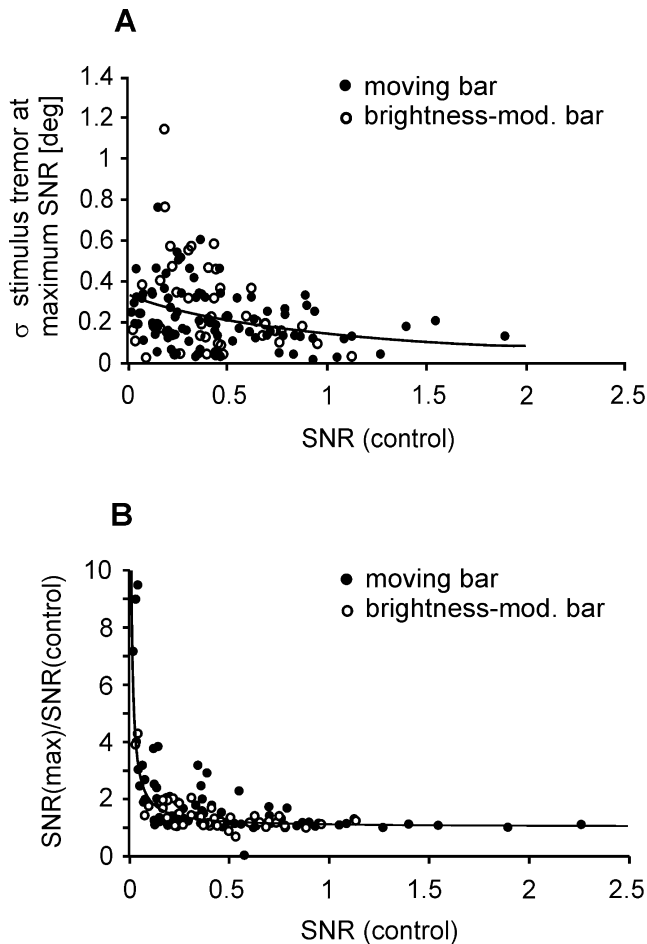 A
σ stimulus tremor at
maximum SNR [deg]
1.4
1.2
1
0.8
0.6
0.4
0.2
0
moving bar
brightness-mod. bar
0 0.5 1 1.5 2 2.5
SNR (control)
B
SNR(max)/SNR(control)
10
8
6
4
2
0
moving bar
brightness-mod. bar
0 0.5 1 1.5 2 2.5
SNR (control)